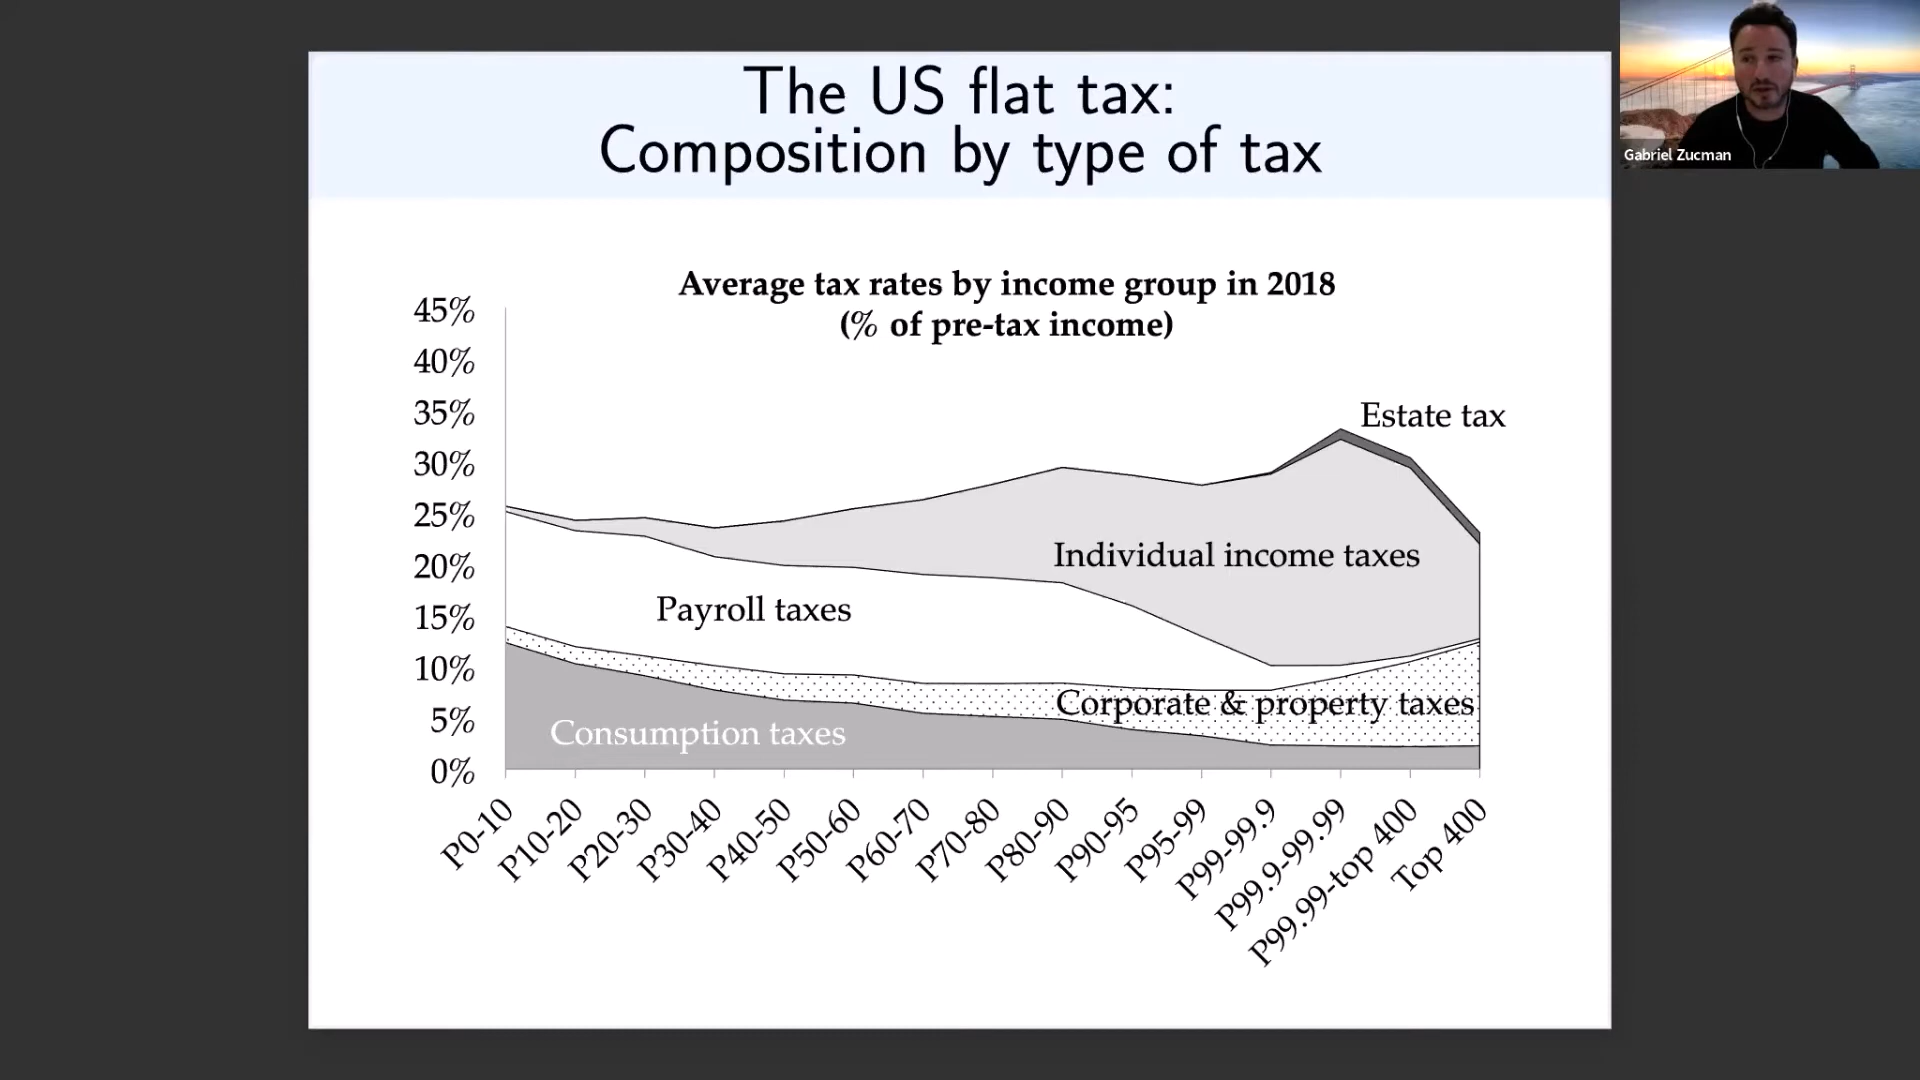 The US flat tax:
Composition by type of tax
Gabriel Zucman
Average tax rates by income group in 2018
(% of pre-tax income)
45%
40%
35%
30%
25%
20%
15%
10%
5%
0%
Estate tax
Individual income taxes
Payroll taxes
Corporate & property taxes
Consumption taxes
P0-10
P10-20
P20-30
P30-40
P40-50
P50-60
P60-70
P70-80
P80-90
P90-95
P95-99
P99-99.9
P99.9-99.99
P99.99-top 400
Top 400